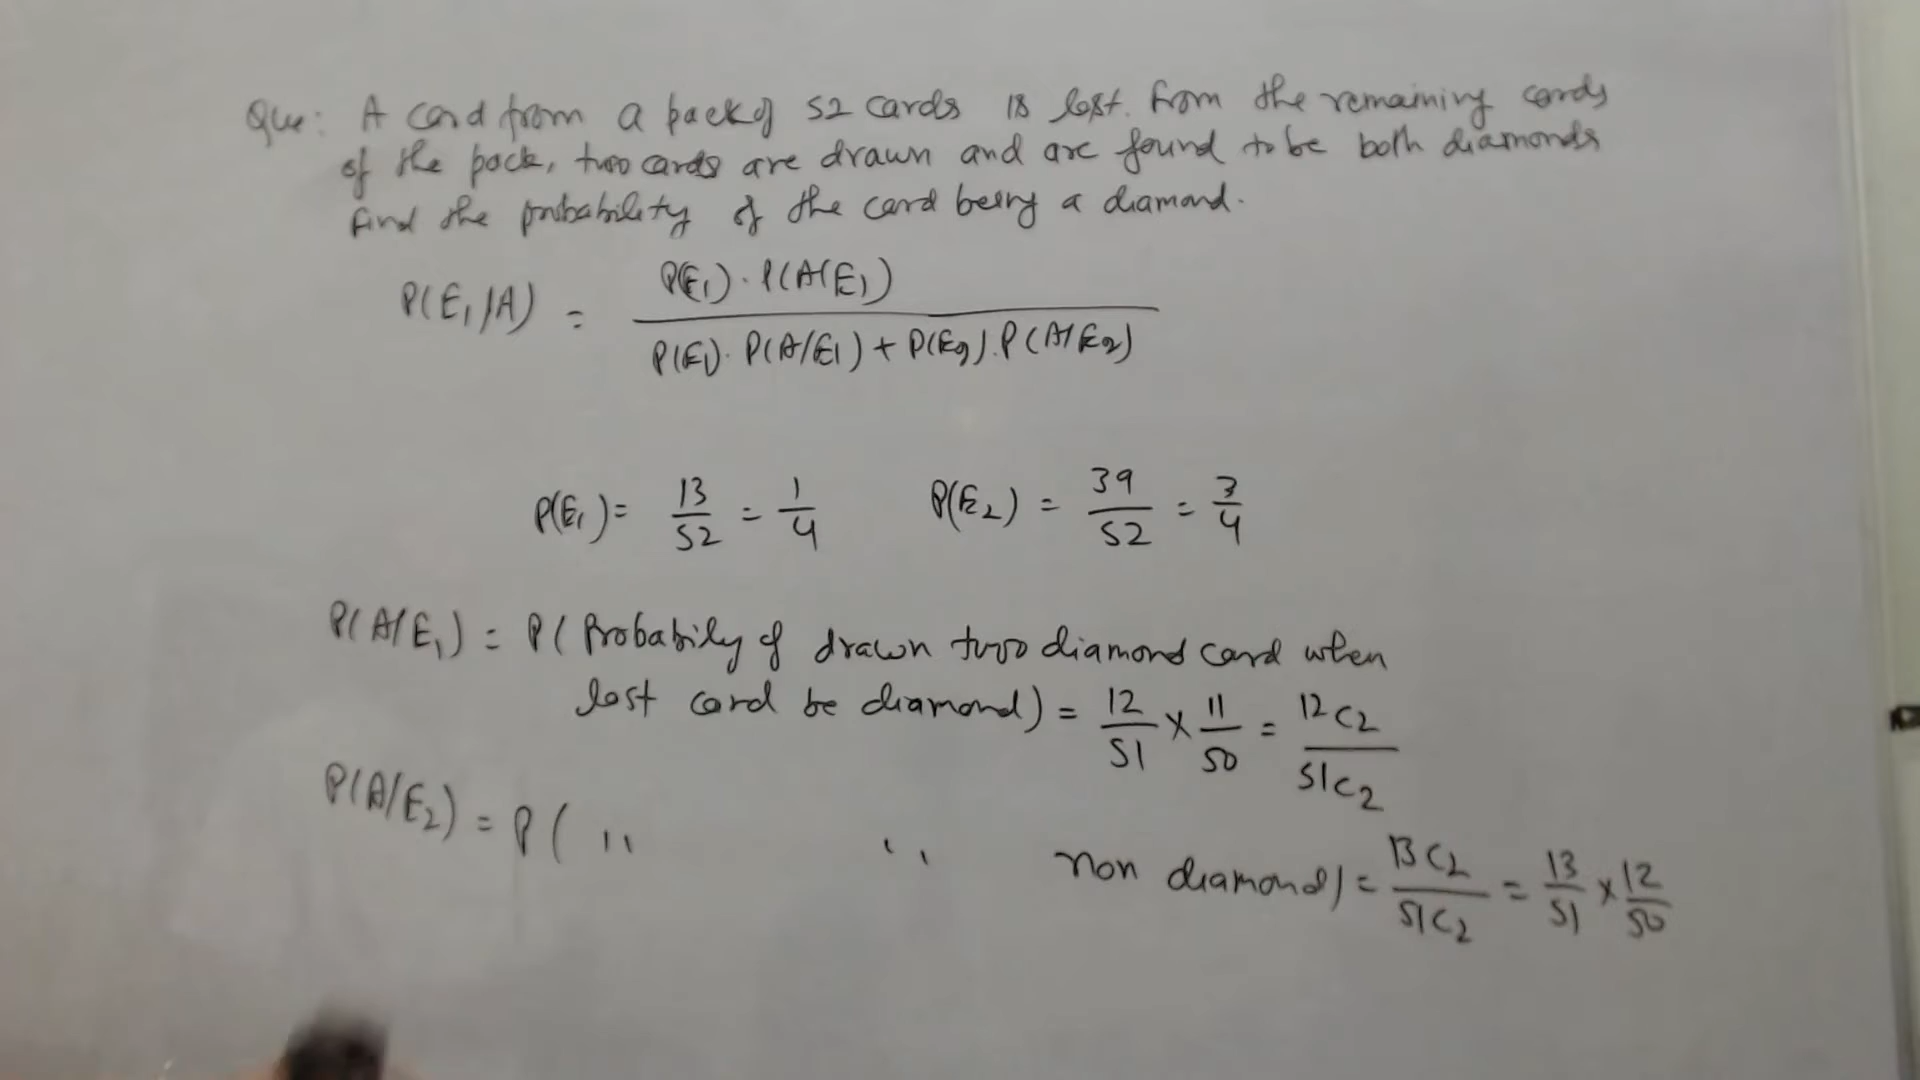 Que: A card from a pack of 52 cards is lost. From the remaining cards
of the pack, two cards are drawn and are found to be both diamonds
find the probability of the card being a diamond.
P(E₁/A) = P(E₁) · P(A/E₁) / P(E₁) · P(A/E₁) + P(E₂) . P(A/E₂)
P(E₁) = 13/52 = 1/4 P(E₂) = 39/52 = 3/4
P(A/E₁) = P(Probabily of drawn two diamond card when
lost card be diamond) = 12/51 × 11/50 = 12C2/51C2
P(A/E₂) = P( ,, ,, non diamond) = 13C2/51C2 = 13/51 × 12/50